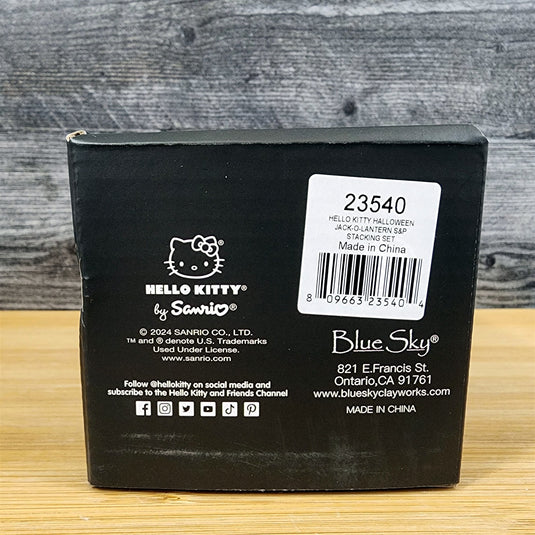 23540
HELLO KITTY HALLOWEEN
JACK-O-LANTERN S&P
STACKING SET
Made in China
8 09663 23540 4
HELLO KITTY®
by Sanrio®
© 2024 SANRIO CO., LTD.
TM and ® denote U.S. Trademarks
Used Under License.
www.sanrio.com
Follow @hellokitty on social media and
subscribe to the Hello Kitty and Friends Channel
Blue Sky®
821 E.Francis St.
Ontario,CA 91761
www.blueskyclayworks.com
MADE IN CHINA